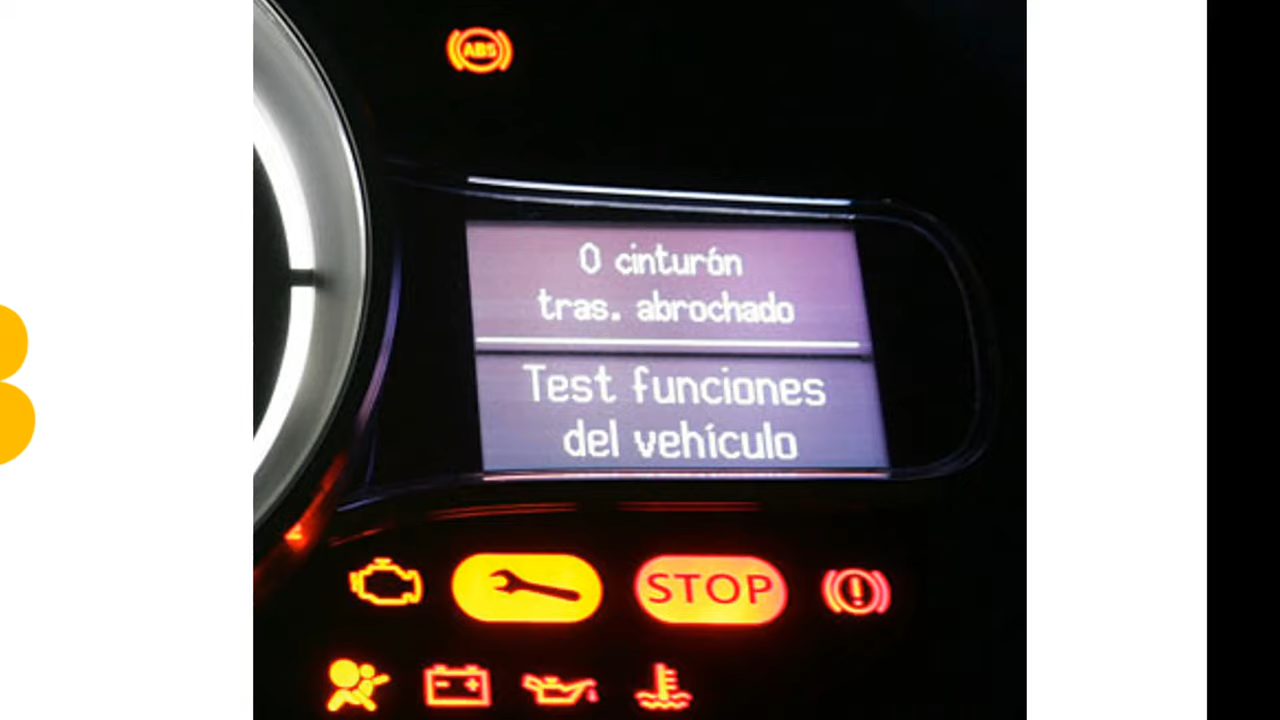 ABS
0 cinturón
tras. abrochado
Test funciones
del vehículo
STOP